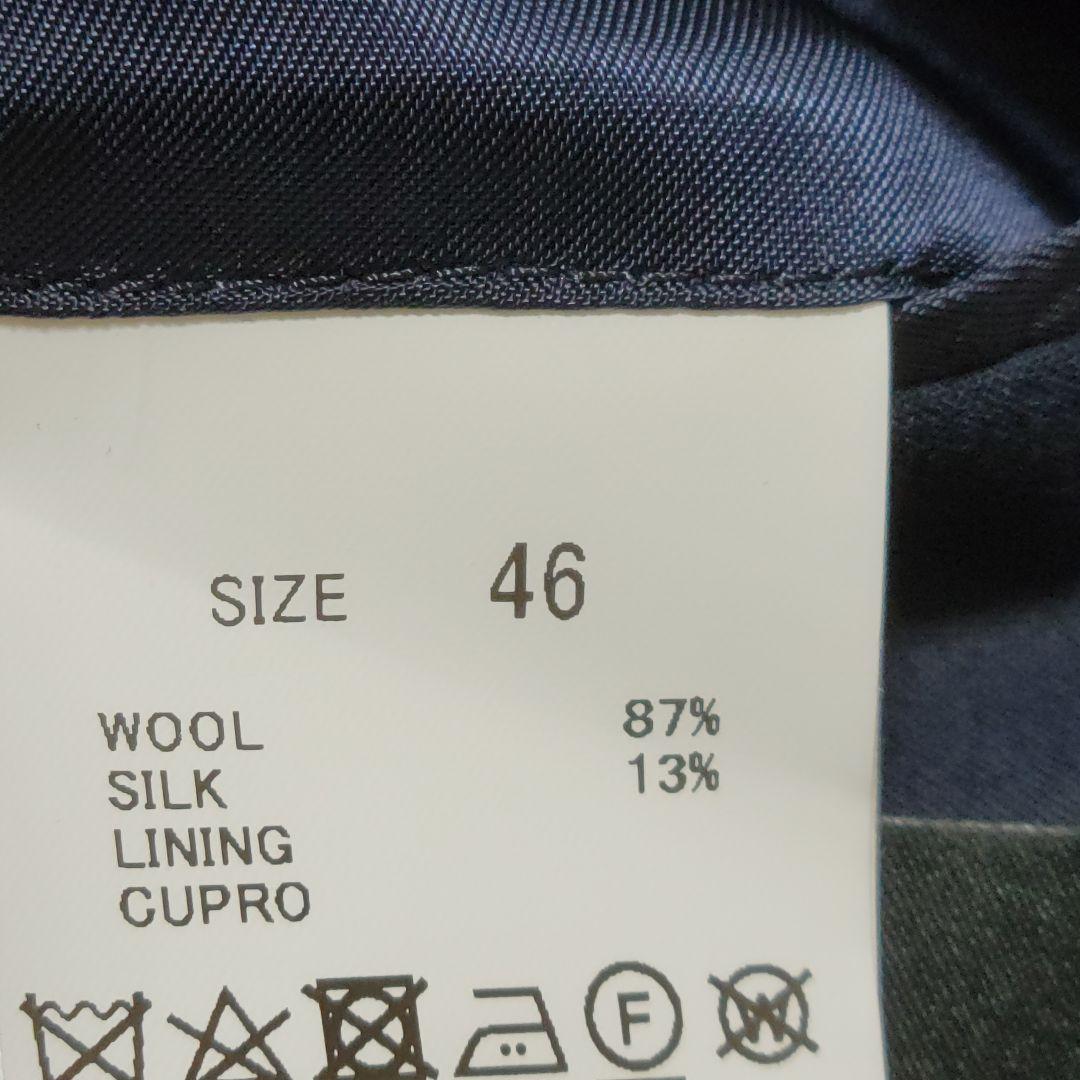 SIZE 46
WOOL 87%
SILK 13%
LINING
CUPRO
F W